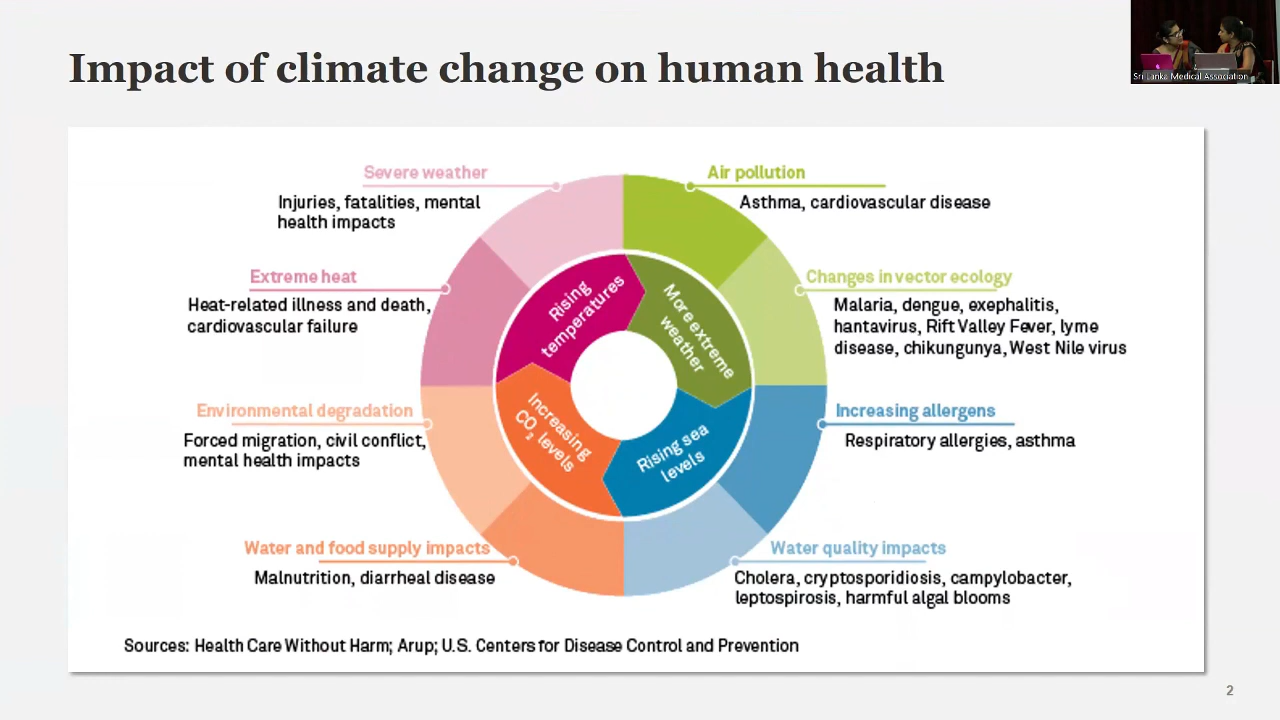 Impact of climate change on human health
Sri Lanka Medical Association
Severe weather
Injuries, fatalities, mental
health impacts
Air pollution
Asthma, cardiovascular disease
Extreme heat
Heat-related illness and death,
cardiovascular failure
Changes in vector ecology
Malaria, dengue, exephalitis,
hantavirus, Rift Valley Fever, lyme
disease, chikungunya, West Nile virus
Rising
temperatures
More extreme
weather
Increasing
CO₂ levels
Rising sea
levels
Environmental degradation
Forced migration, civil conflict,
mental health impacts
Increasing allergens
Respiratory allergies, asthma
Water and food supply impacts
Malnutrition, diarrheal disease
Water quality impacts
Cholera, cryptosporidiosis, campylobacter,
leptospirosis, harmful algal blooms
Sources: Health Care Without Harm; Arup; U.S. Centers for Disease Control and Prevention
2